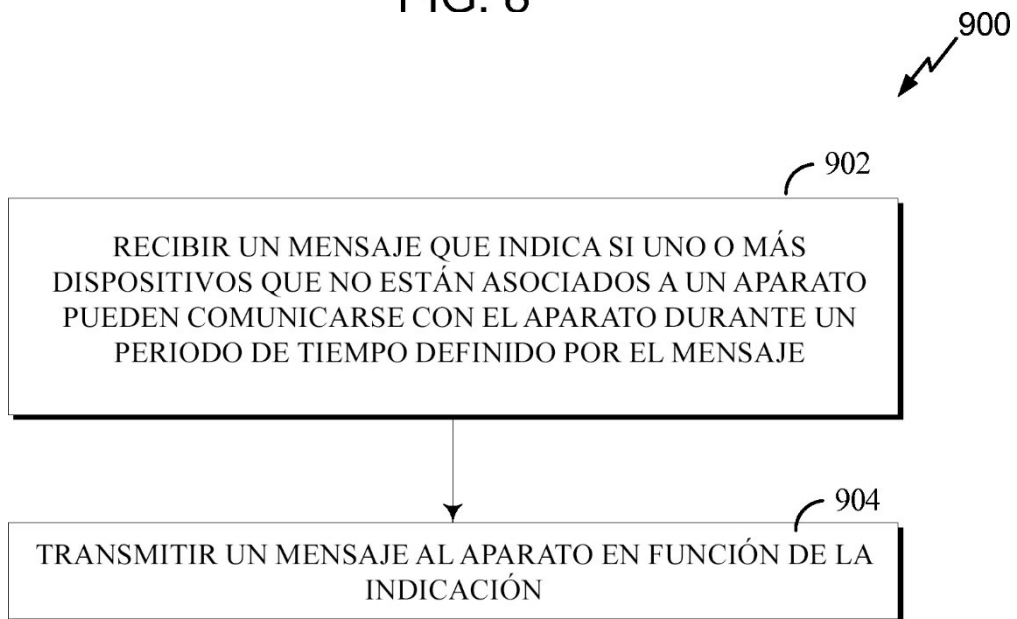 FIG. 8
900
902
RECIBIR UN MENSAJE QUE INDICA SI UNO O MÁS
DISPOSITIVOS QUE NO ESTÁN ASOCIADOS A UN APARATO
PUEDEN COMUNICARSE CON EL APARATO DURANTE UN
PERIODO DE TIEMPO DEFINIDO POR EL MENSAJE
904
TRANSMITIR UN MENSAJE AL APARATO EN FUNCIÓN DE LA
INDICACIÓN